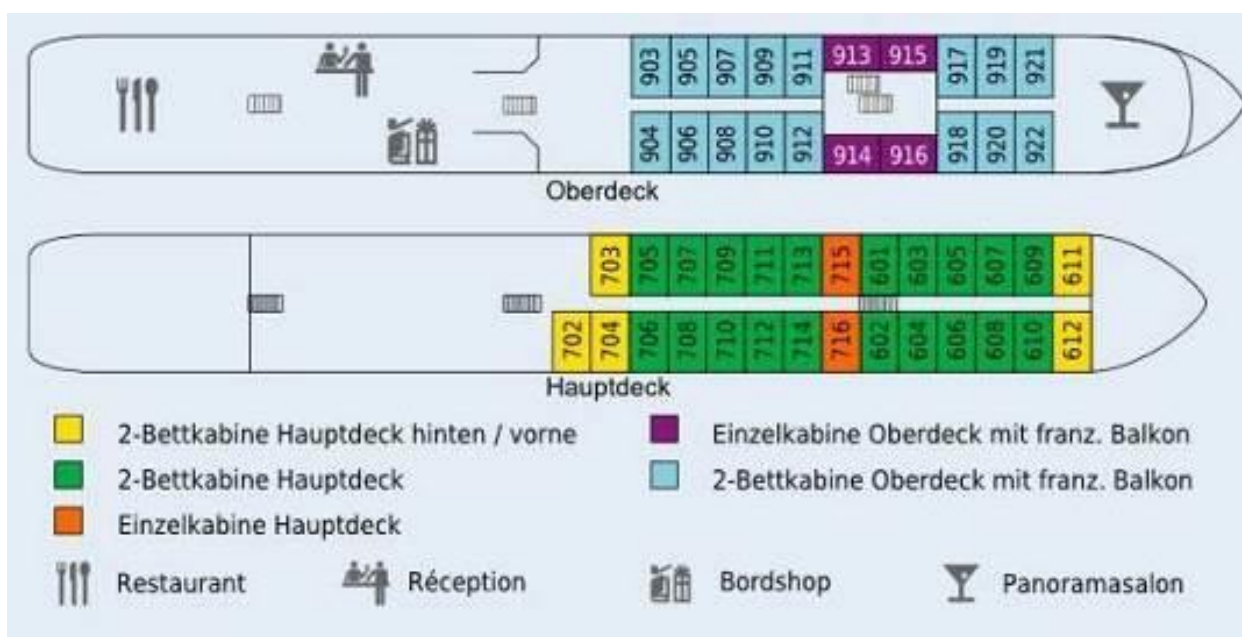 903 905 907 909 911 913 915 917 919 921
904 906 908 910 912 914 916 918 920 922
Oberdeck
703 705 707 709 711 713 715 601 603 605 607 609 611
702 704 706 708 710 712 714 716 602 604 606 608 610 612
Hauptdeck
2-Bettkabine Hauptdeck hinten / vorne
2-Bettkabine Hauptdeck
Einzelkabine Hauptdeck
Einzelkabine Oberdeck mit franz. Balkon
2-Bettkabine Oberdeck mit franz. Balkon
Restaurant
Réception
Bordshop
Panoramasalon